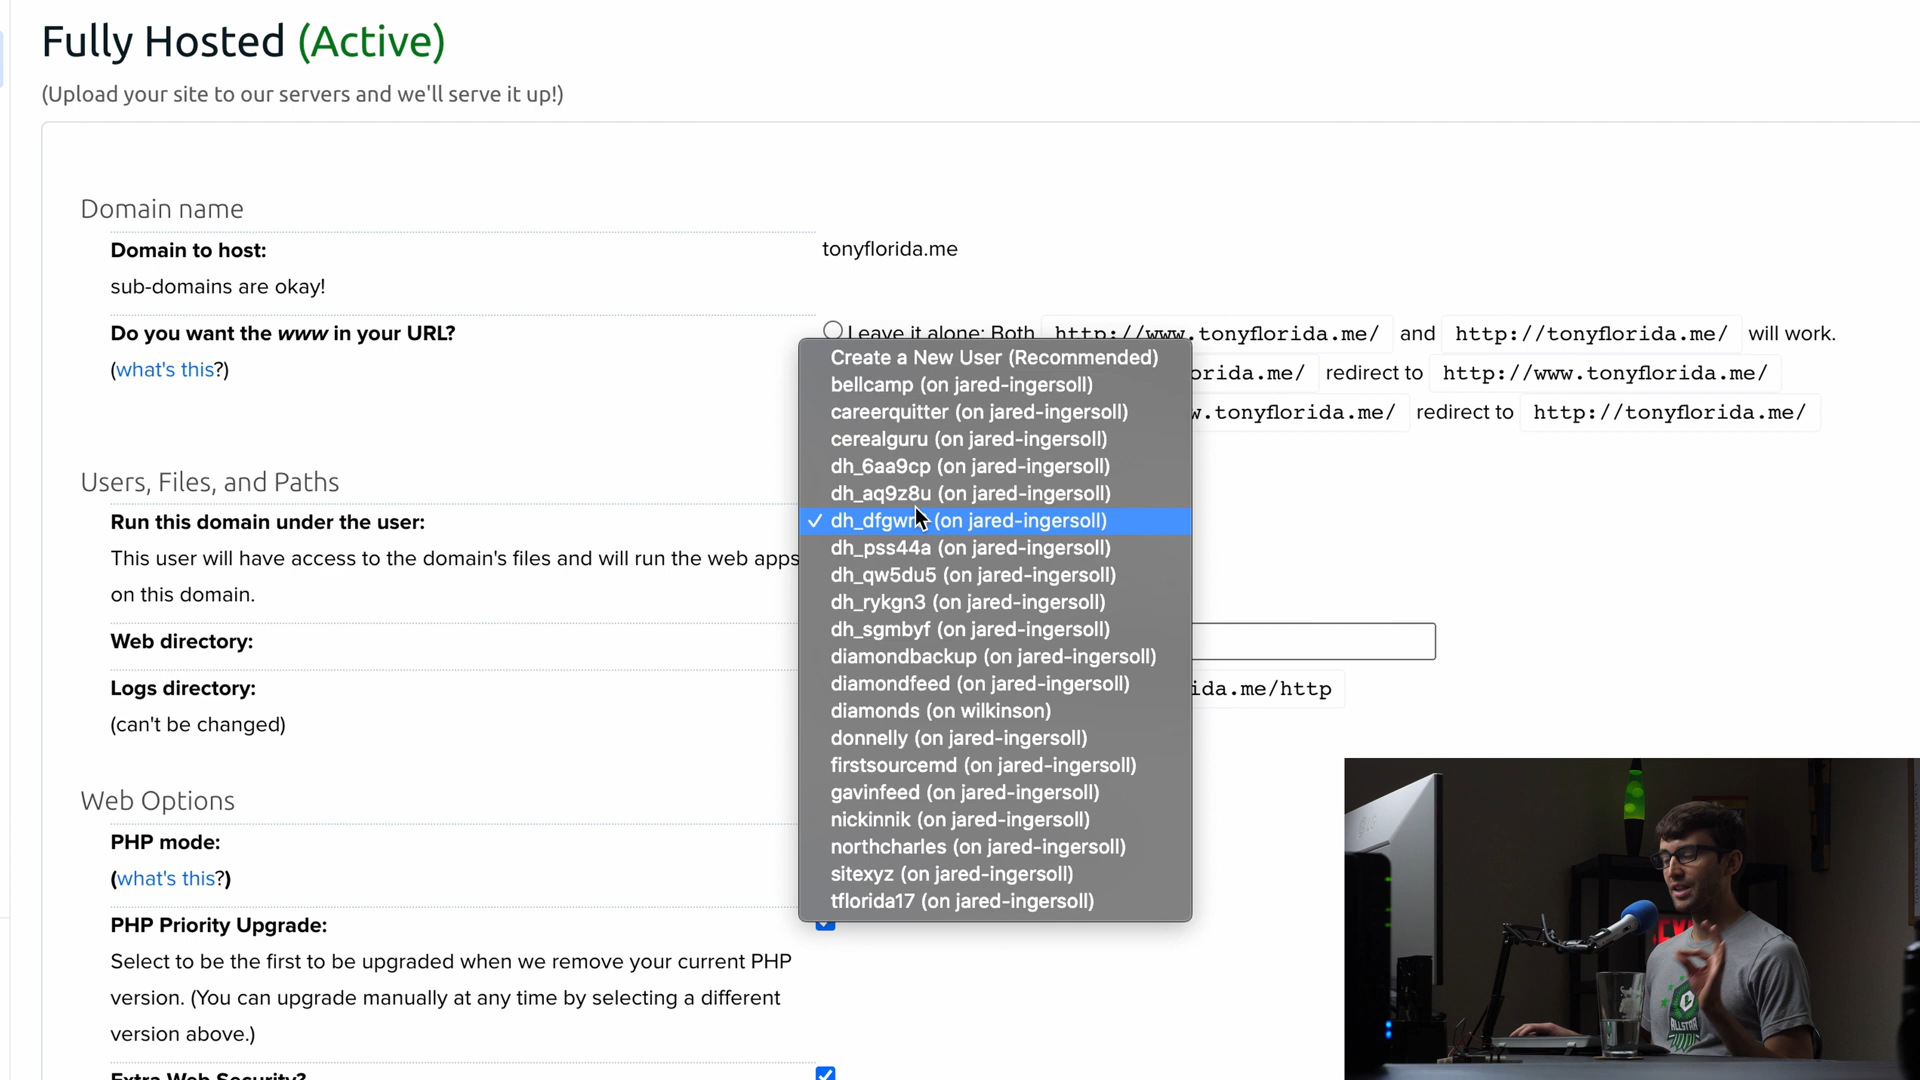 Fully Hosted (Active)
(Upload your site to our servers and we'll serve it up!)
Domain name
Domain to host:
tonyflorida.me
sub-domains are okay!
Do you want the www in your URL?
Leave it alone: Both http://www.tonyflorida.me/ and http://tonyflorida.me/ will work.
(what's this?)
orida.me/ redirect to http://www.tonyflorida.me/
w.tonyflorida.me/ redirect to http://tonyflorida.me/
Create a New User (Recommended)
bellcamp (on jared-ingersoll)
careerquitter (on jared-ingersoll)
cerealguru (on jared-ingersoll)
dh_6aa9cp (on jared-ingersoll)
dh_aq9z8u (on jared-ingersoll)
(on jared-ingersoll)
dh_pss44a (on jared-ingersoll)
dh_qw5du5 (on jared-ingersoll)
dh_rykgn3 (on jared-ingersoll)
dh_sgmbyf (on jared-ingersoll)
diamondbackup (on jared-ingersoll)
diamondfeed (on jared-ingersoll)
diamonds (on wilkinson)
donnelly (on jared-ingersoll)
firstsourcemd (on jared-ingersoll)
gavinfeed (on jared-ingersoll)
nickinnik (on jared-ingersoll)
northcharles (on jared-ingersoll)
sitexyz (on jared-ingersoll)
tflorida17 (on jared-ingersoll)
Users, Files, and Paths
Run this domain under the user:
This user will have access to the domain's files and will run the web apps
on this domain.
Web directory:
Logs directory:
ida.me/http
(can't be changed)
Web Options
PHP mode:
(what's this?)
PHP Priority Upgrade:
Select to be the first to be upgraded when we remove your current PHP
version. (You can upgrade manually at any time by selecting a different
version above.)
Extra Web Security?
ALLSTAR